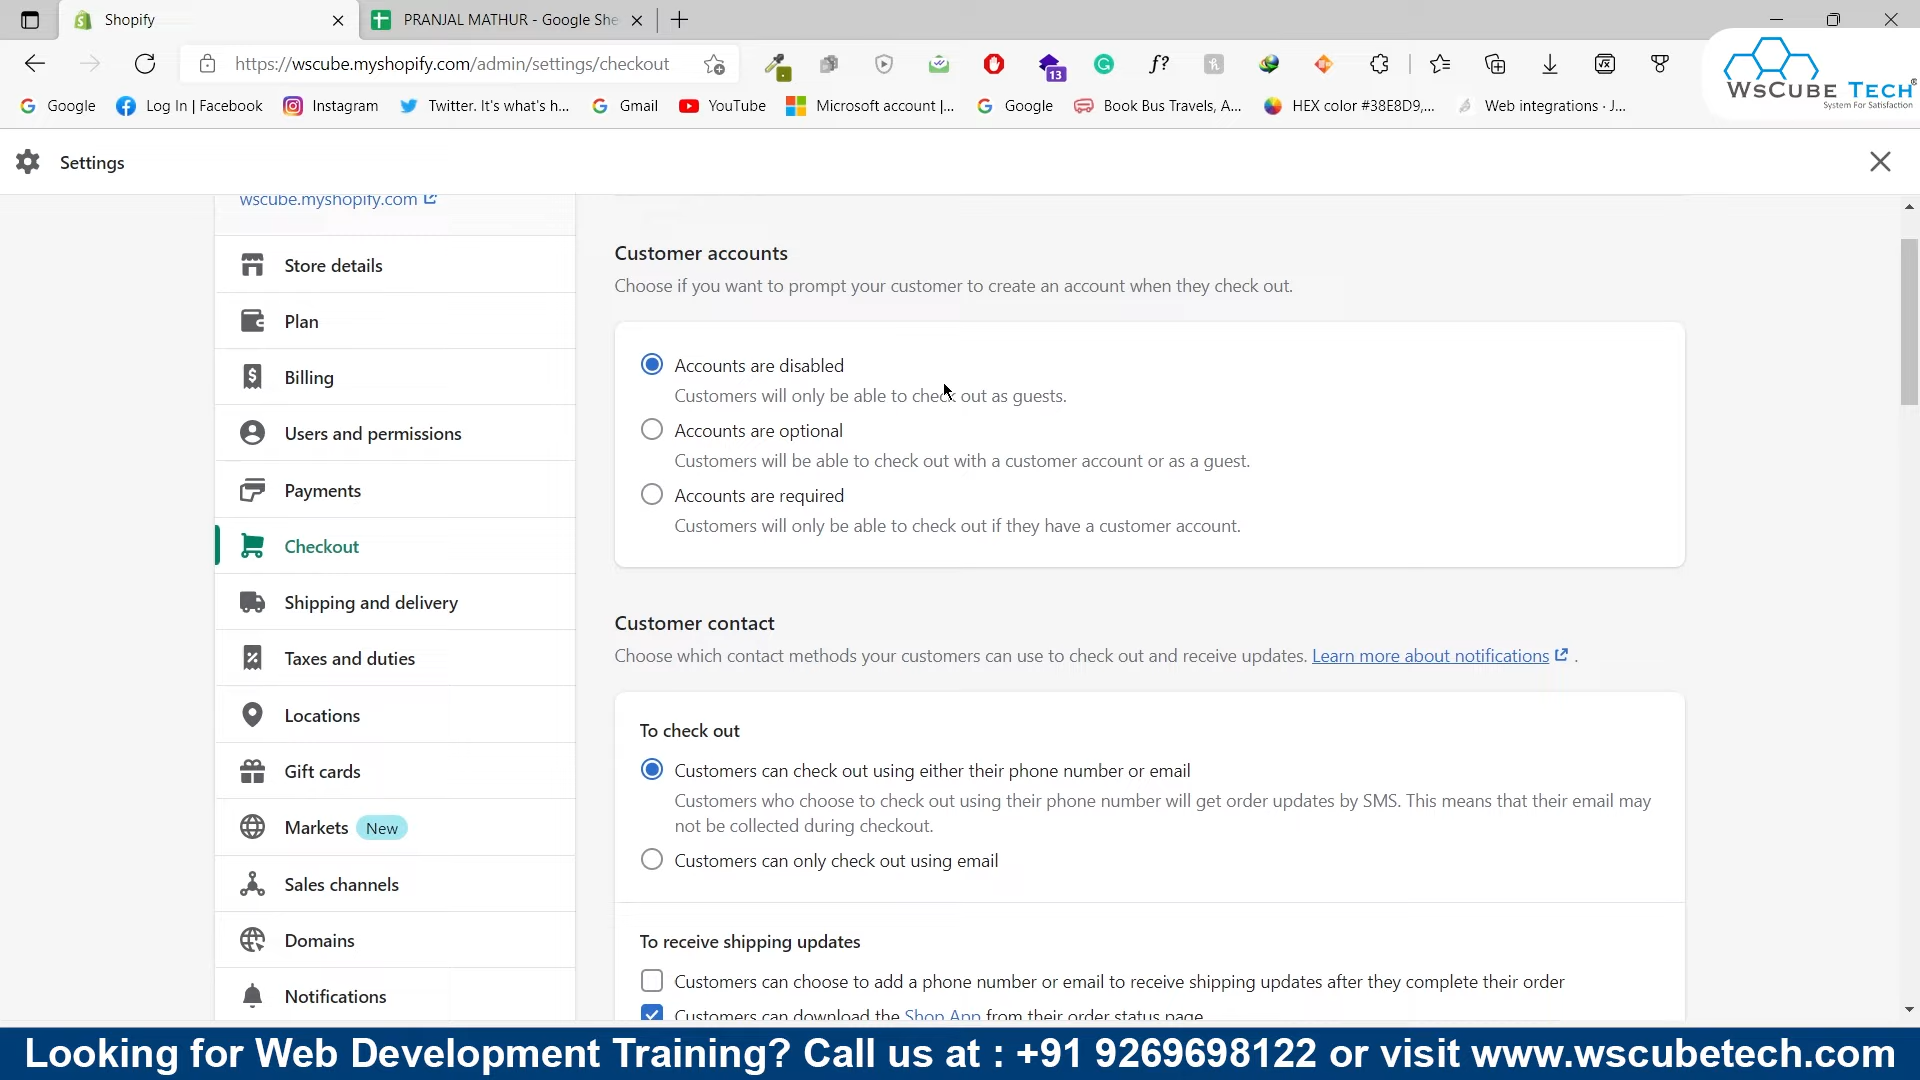 Shopify
PRANJAL MATHUR - Google She
https://wscube.myshopify.com/admin/settings/checkout
13
f?
WSCUBE TECH
System For Satisfaction
Google
Log In | Facebook
Instagram
Twitter. It's what's h...
Gmail
YouTube
Microsoft account |...
Google
Book Bus Travels, A...
HEX color #38E8D9,...
Web integrations · J...
Settings
wscube.myshopify.com
Store details
Plan
Billing
Users and permissions
Payments
Checkout
Shipping and delivery
Taxes and duties
Locations
Gift cards
Markets New
Sales channels
Domains
Notifications
Customer accounts
Choose if you want to prompt your customer to create an account when they check out.
Accounts are disabled
Customers will only be able to check out as guests.
Accounts are optional
Customers will be able to check out with a customer account or as a guest.
Accounts are required
Customers will only be able to check out if they have a customer account.
Customer contact
Choose which contact methods your customers can use to check out and receive updates. Learn more about notifications .
To check out
Customers can check out using either their phone number or email
Customers who choose to check out using their phone number will get order updates by SMS. This means that their email may
not be collected during checkout.
Customers can only check out using email
To receive shipping updates
Customers can choose to add a phone number or email to receive shipping updates after they complete their order
Customers can download the Shop App from their order status page
Looking for Web Development Training? Call us at : +91 9269698122 or visit www.wscubetech.com